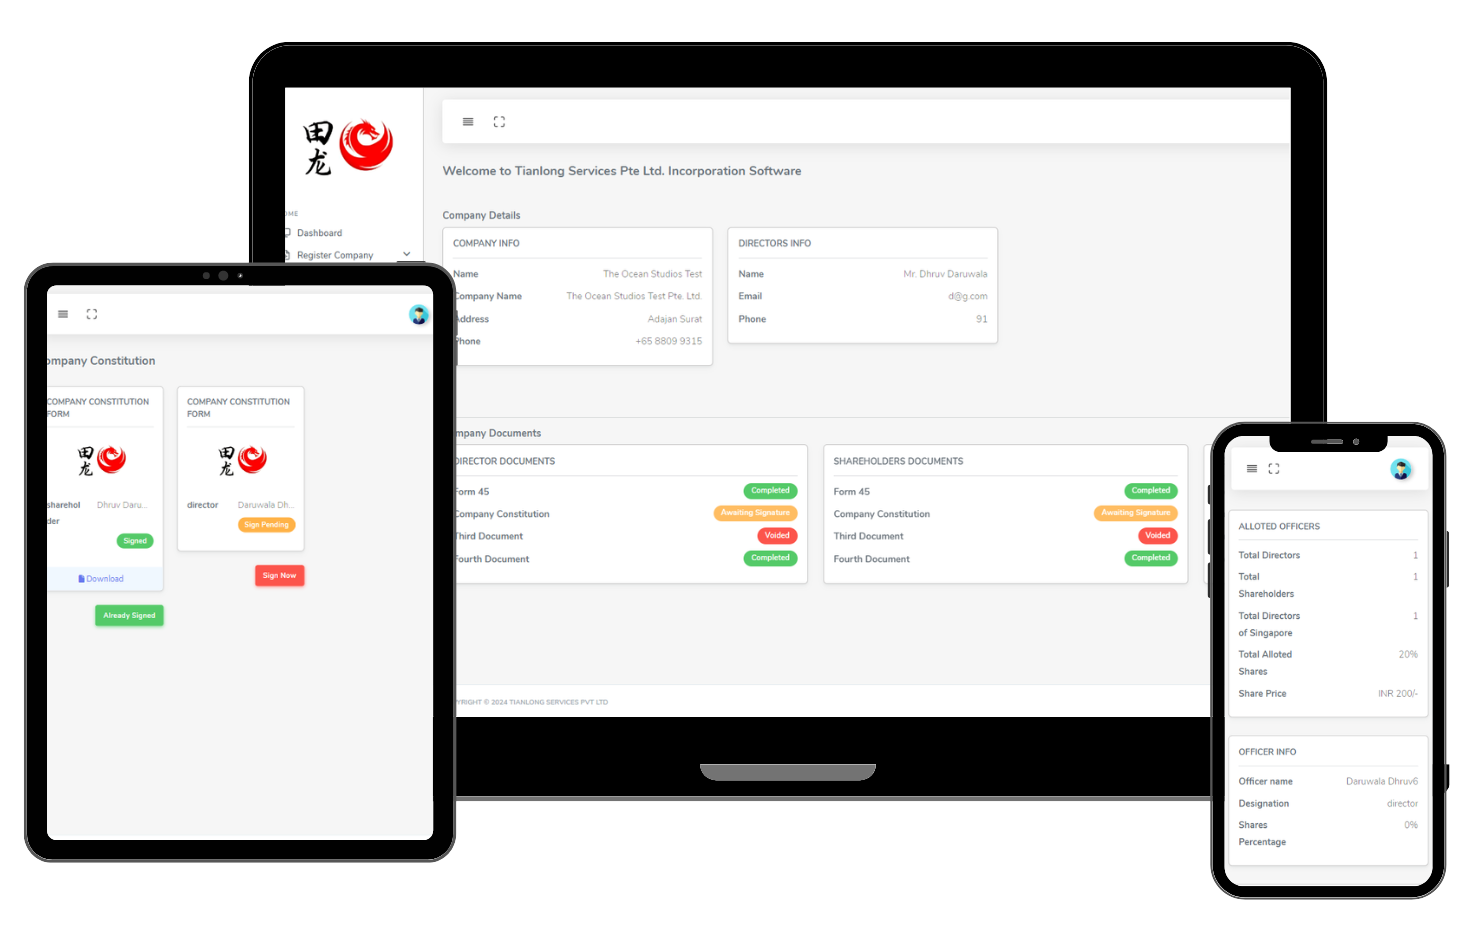 田
龙
Welcome to Tianlong Services Pte Ltd. Incorporation Software
OME
Dashboard
Register Company
Company Details
COMPANY INFO
Name The Ocean Studios Test
Company Name The Ocean Studios Test Pte. Ltd.
Address Adajan Surat
Phone +65 8809 9315
DIRECTORS INFO
Name Mr. Dhruv Daruwala
Email d@g.com
Phone 91
mpany Documents
DIRECTOR DOCUMENTS
Form 45 Completed
Company Constitution Awaiting Signature
Third Document Voided
Fourth Document Completed
SHAREHOLDERS DOCUMENTS
Form 45 Completed
Company Constitution Awaiting Signature
Third Document Voided
Fourth Document Completed
PYRIGHT © 2024 TIANLONG SERVICES PVT LTD
ompany Constitution
COMPANY CONSTITUTION
FORM
田
龙
sharehol Dhruv Daru...
der
Signed
Download
Already Signed
COMPANY CONSTITUTION
FORM
田
龙
director Daruwala Dh...
Sign Pending
Sign Now
ALLOTED OFFICERS
Total Directors 1
Total 1
Shareholders
Total Directors 1
of Singapore
Total Alloted 20%
Shares
Share Price INR 200/-
OFFICER INFO
Officer name Daruwala Dhruv6
Designation director
Shares 0%
Percentage